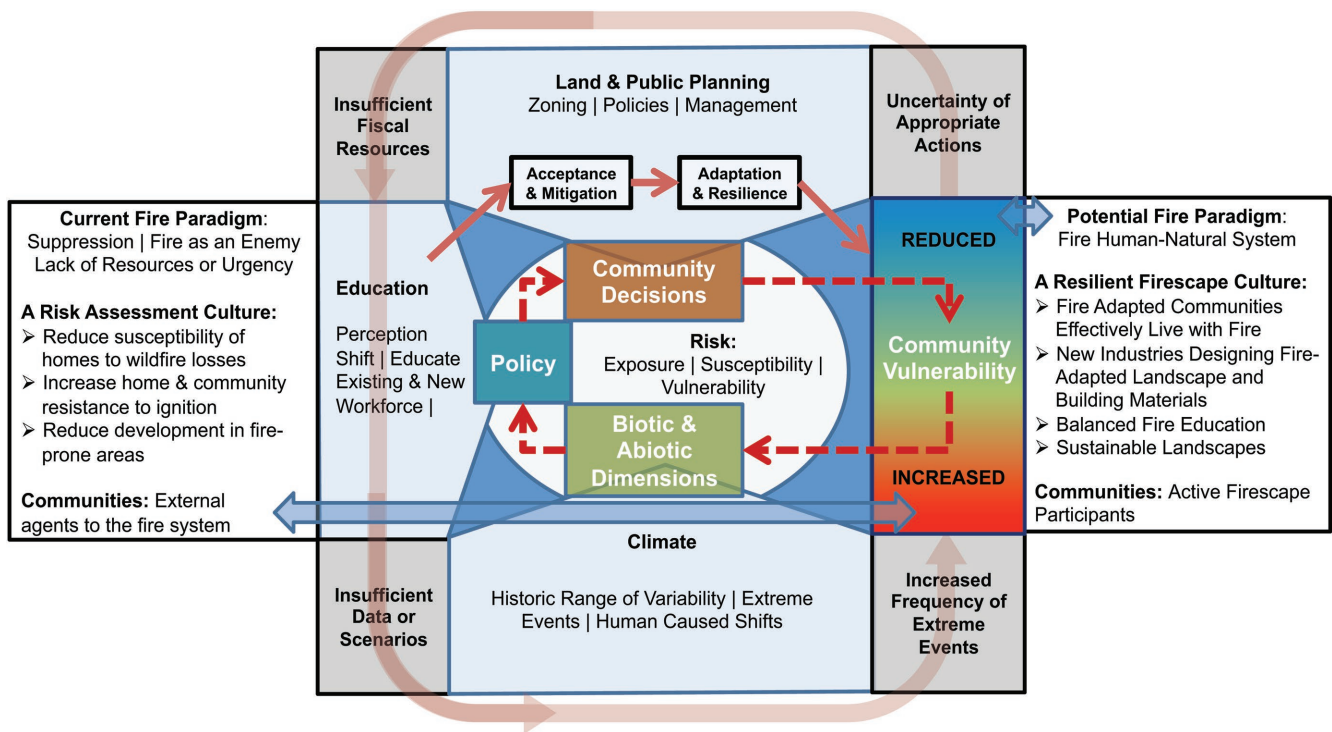 Land & Public Planning
Zoning | Policies | Management
Insufficient
Fiscal
Resources
Uncertainty of
Appropriate
Actions
Acceptance
& Mitigation
Adaptation
& Resilience
Current Fire Paradigm:
Suppression | Fire as an Enemy
Lack of Resources or Urgency
A Risk Assessment Culture:
➢ Reduce susceptibility of
homes to wildfire losses
➢ Increase home & community
resistance to ignition
➢ Reduce development in fire-
prone areas
Communities: External
agents to the fire system
Education
Perception
Shift | Educate
Existing & New
Workforce |
Policy
Community
Decisions
Risk:
Exposure | Susceptibility |
Vulnerability
Biotic &
Abiotic
Dimensions
REDUCED
Community
Vulnerability
INCREASED
Potential Fire Paradigm:
Fire Human-Natural System
A Resilient Firescape Culture:
➢ Fire Adapted Communities
Effectively Live with Fire
➢ New Industries Designing Fire-
Adapted Landscape and
Building Materials
➢ Balanced Fire Education
➢ Sustainable Landscapes
Communities: Active Firescape
Participants
Insufficient
Data or
Scenarios
Climate
Historic Range of Variability | Extreme
Events | Human Caused Shifts
Increased
Frequency of
Extreme
Events